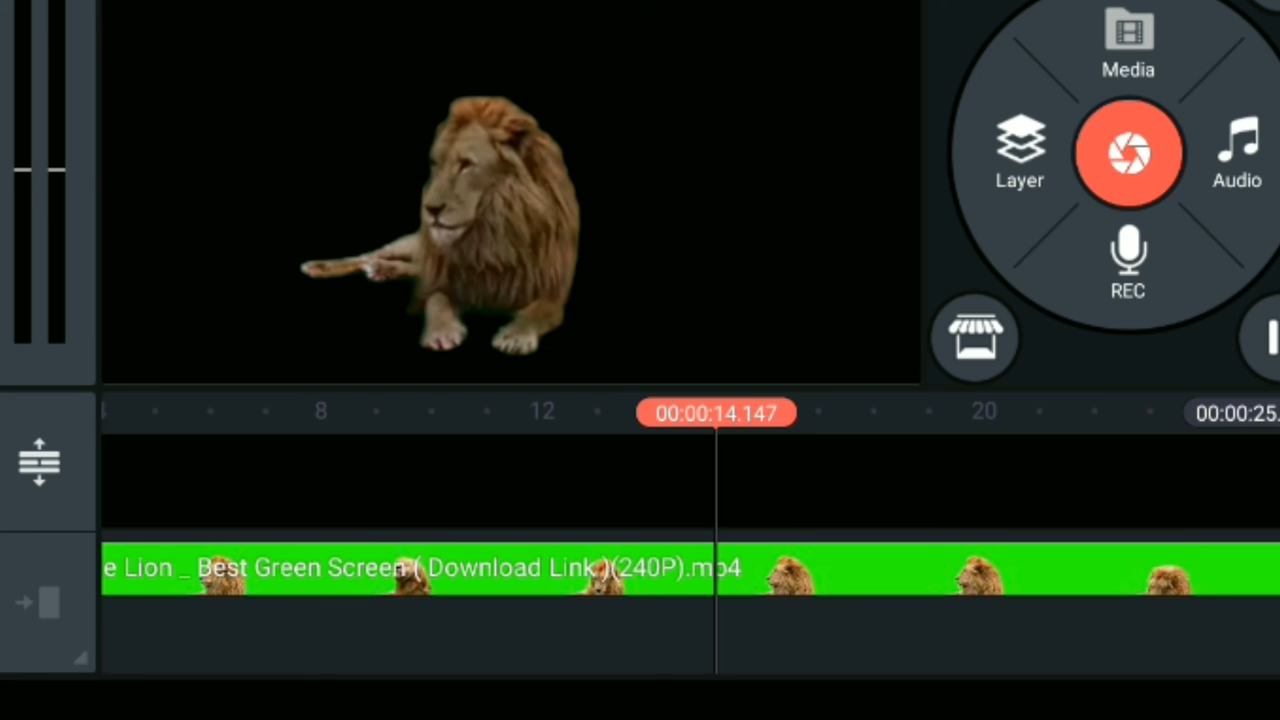 Media
Layer
Audio
REC
8
12
00:00:14.147
20
00:00:25.
e Lion _ Best Green Screen ( Download Link )(240P).mp4